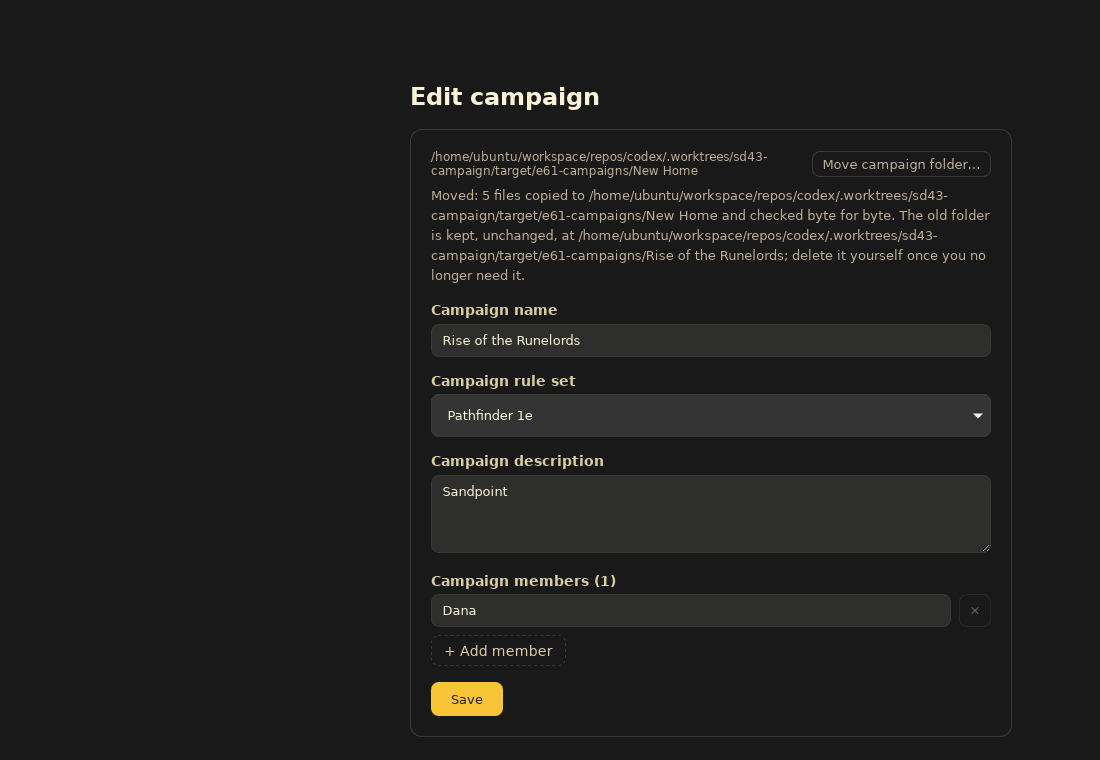 Edit campaign
/home/ubuntu/workspace/repos/codex/.worktrees/sd43-
campaign/target/e61-campaigns/New Home
Move campaign folder...
Moved: 5 files copied to /home/ubuntu/workspace/repos/codex/.worktrees/sd43-
campaign/target/e61-campaigns/New Home and checked byte for byte. The old folder
is kept, unchanged, at /home/ubuntu/workspace/repos/codex/.worktrees/sd43-
campaign/target/e61-campaigns/Rise of the Runelords; delete it yourself once you no
longer need it.
Campaign name
Rise of the Runelords
Campaign rule set
Pathfinder 1e
Campaign description
Sandpoint
Campaign members (1)
Dana
×
+ Add member
Save